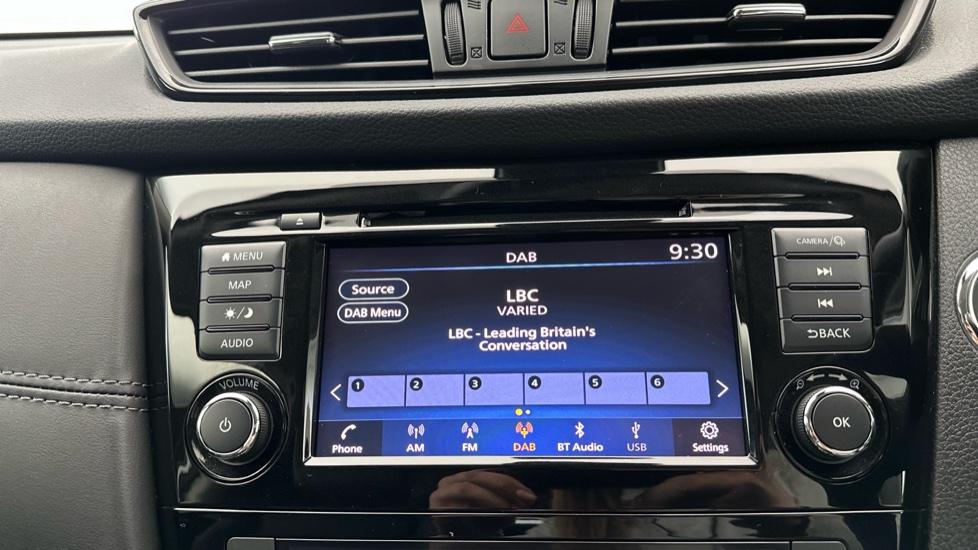 DAB
9:30
MENU
MAP
AUDIO
CAMERA/
BACK
VOLUME
OK
Source
DAB Menu
LBC
VARIED
LBC - Leading Britain's
Conversation
1 2 3 4 5 6
Phone AM FM DAB BT Audio USB Settings